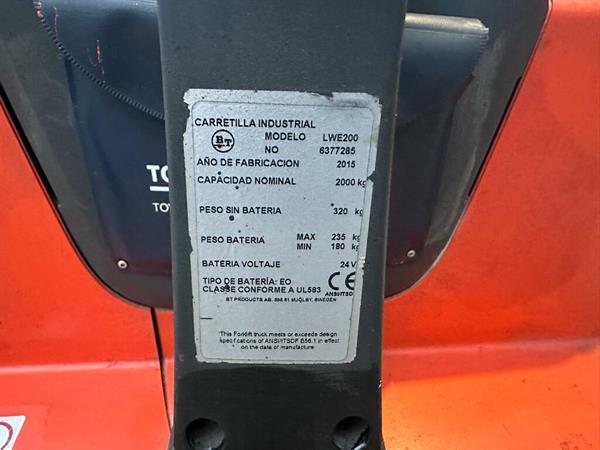 CARRETILLA INDUSTRIAL
BT MODELO LWE200
NO 6377285
AÑO DE FABRICACION 2015
CAPACIDAD NOMINAL 2000 kg
PESO SIN BATERIA 320 kg
PESO BATERIA MAX 235 kg
MIN 180 kg
BATERIA VOLTAJE 24 V
TIPO DE BATERÍA: EO
CLASSE CONFORME A UL583
CE
BT PRODUCTS AB, MJÖLBY, SWEDEN
This Forklift truck meets or exceeds design
specifications of ANSI/ITSDF B56.1 in effect
on the date of manufacture
TO
TO